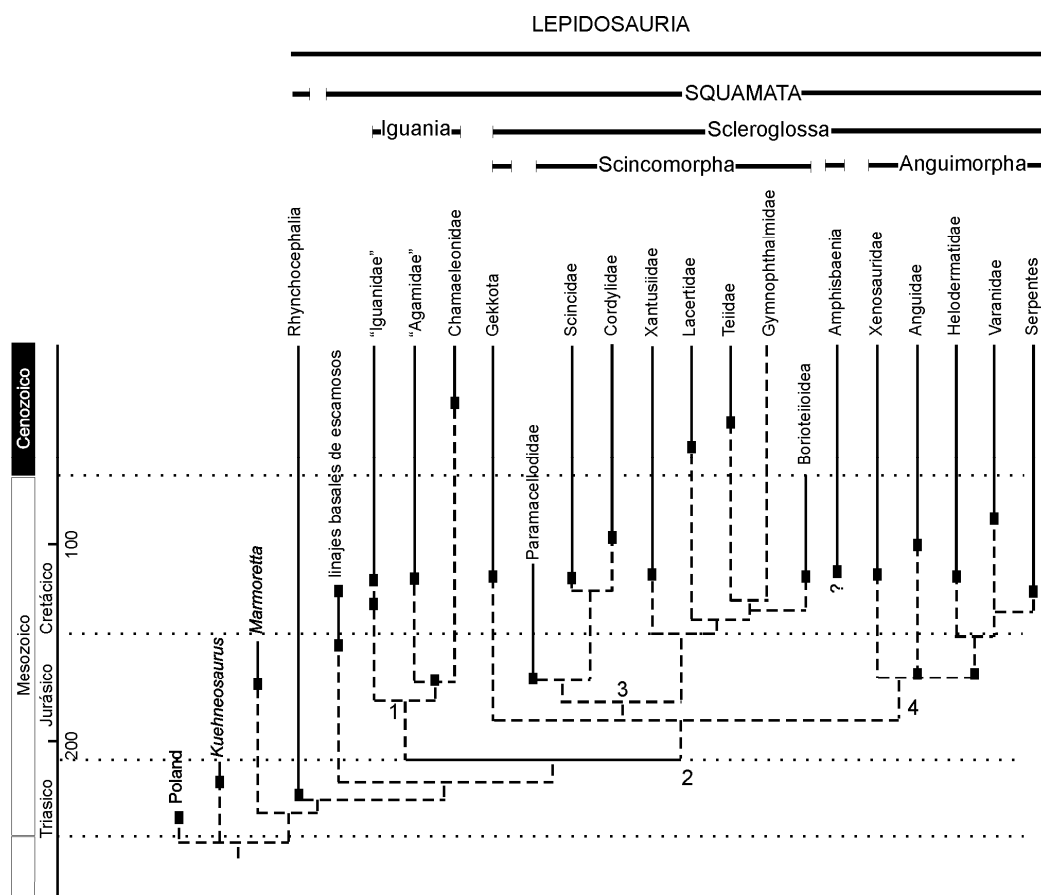 LEPIDOSAURIA
SQUAMATA
Iguania
Scleroglossa
Scincomorpha
Anguimorpha
Rhynchocephalia
"Iguanidae"
"Agamidae"
Chamaeleonidae
Gekkota
Scincidae
Cordylidae
Xantusiidae
Lacertidae
Teiidae
Gymnophthalmidae
Amphisbaenia
Xenosauridae
Anguidae
Helodermatidae
Varanidae
Serpentes
Borioteiioidea
Paramacellodidae
linajes basales de escamosos
Marmoretta
Kuehneosaurus
Poland
Cenozoico
Mesozoico
Cretácico
Jurásico
Triasico
100
200
?
1
3
4
2